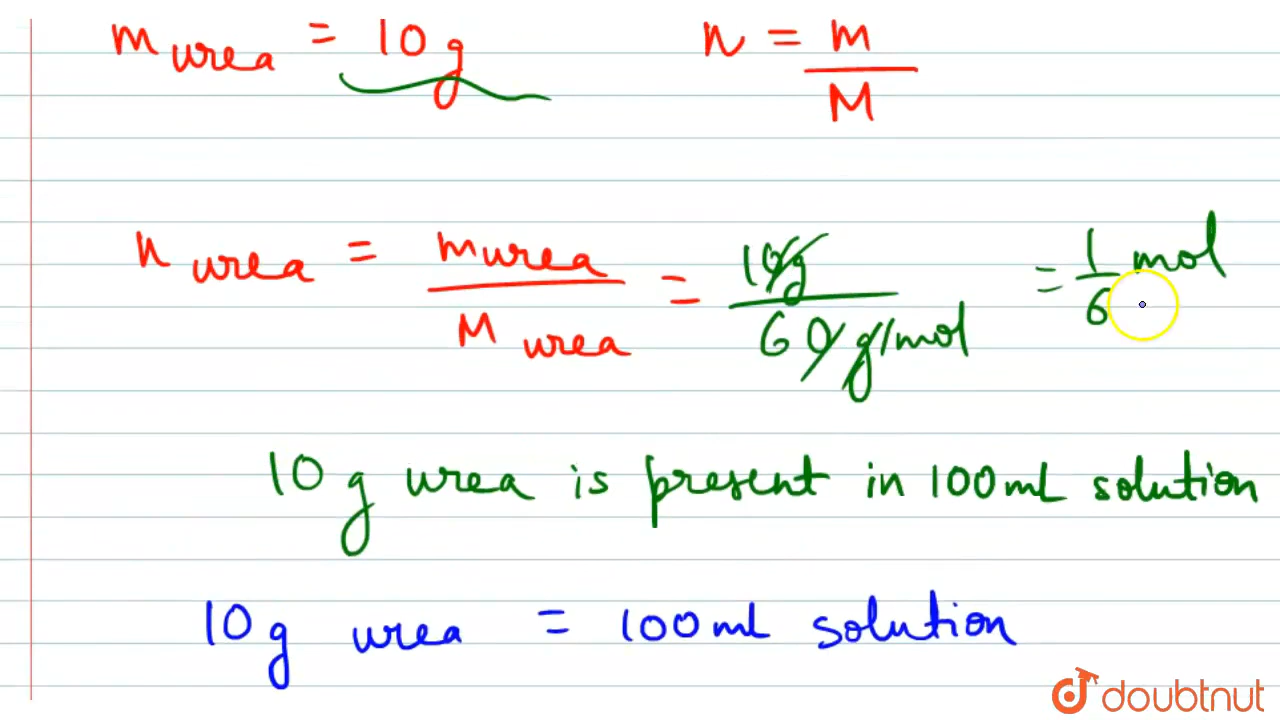 m urea = 10 g n = m/M
n urea = m urea / M urea = 10g / 60 g/mol = 1/6 mol
10 g urea is present in 100 ml solution
10 g urea = 100 ml solution
doubtnut